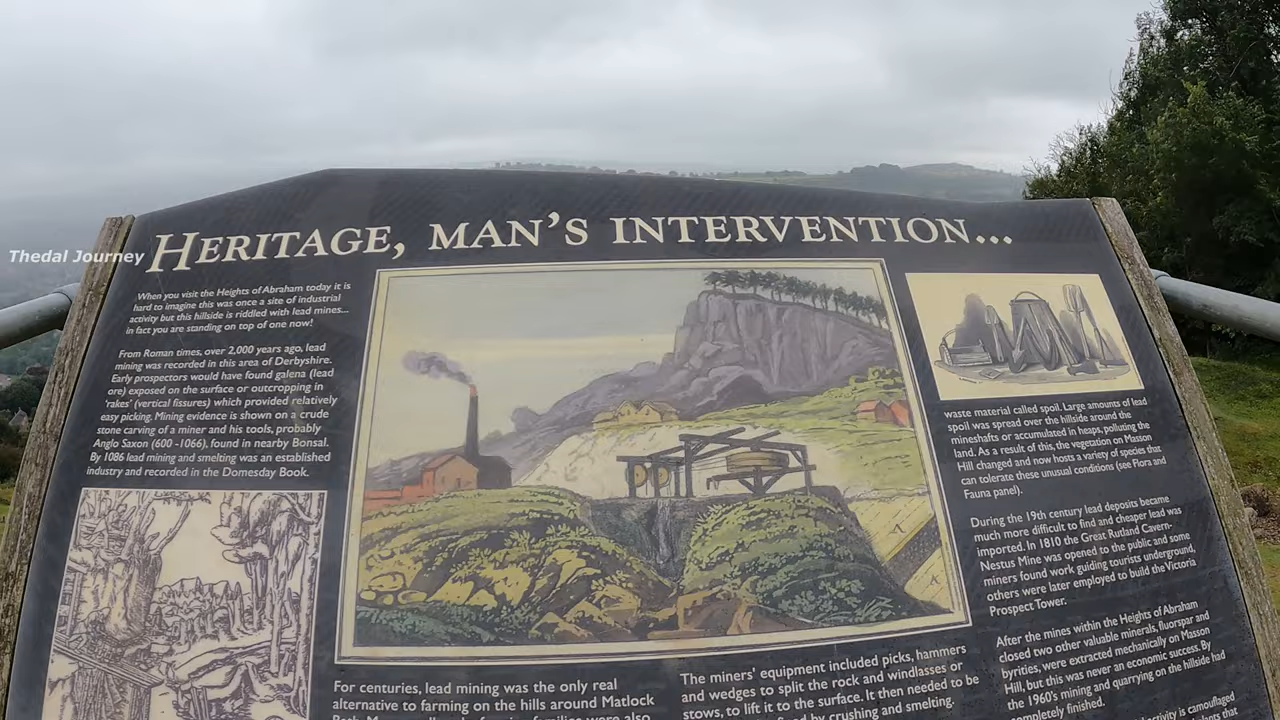 HERITAGE, MAN'S INTERVENTION...
Thedal Journey
When you visit the Heights of Abraham today it is
hard to imagine this was once a site of industrial
activity but this hillside is riddled with lead mines...
in fact you are standing on top of one now!
From Roman times, over 2,000 years ago, lead
mining was recorded in this area of Derbyshire.
Early prospectors would have found galena (lead
ore) exposed on the surface or outcropping in
'rakes' (vertical fissures) which provided relatively
easy picking. Mining evidence is shown on a crude
stone carving of a miner and his tools, probably
Anglo Saxon (600 -1066), found in nearby Bonsal.
By 1086 lead mining and smelting was an established
industry and recorded in the Domesday Book.
A
A
For centuries, lead mining was the only real
alternative to farming on the hills around Matlock
The miners' equipment included picks, hammers
and wedges to split the rock and windlasses or
stows, to lift it to the surface. It then needed to be
by crushing and smelting.
waste material called spoil. Large amounts of lead
spoil was spread over the hillside around the
mineshafts or accumulated in heaps, polluting the
land. As a result of this, the vegetation on Masson
Hill changed and now hosts a variety of species that
can tolerate these unusual conditions (see Flora and
Fauna panel).
During the 19th century lead deposits became
much more difficult to find and cheaper lead was
imported. In 1810 the Great Rutland Cavern-
Nestus Mine was opened to the public and some
miners found work guiding tourists underground,
others were later employed to build the Victoria
Prospect Tower.
After the mines within the Heights of Abraham
closed two other valuable minerals, fluorspar and
byrities, were extracted mechanically on Masson
Hill, but this was never an economic success. By
the 1960's mining and quarrying on the hillside had
completely finished.
activity is camouflaged